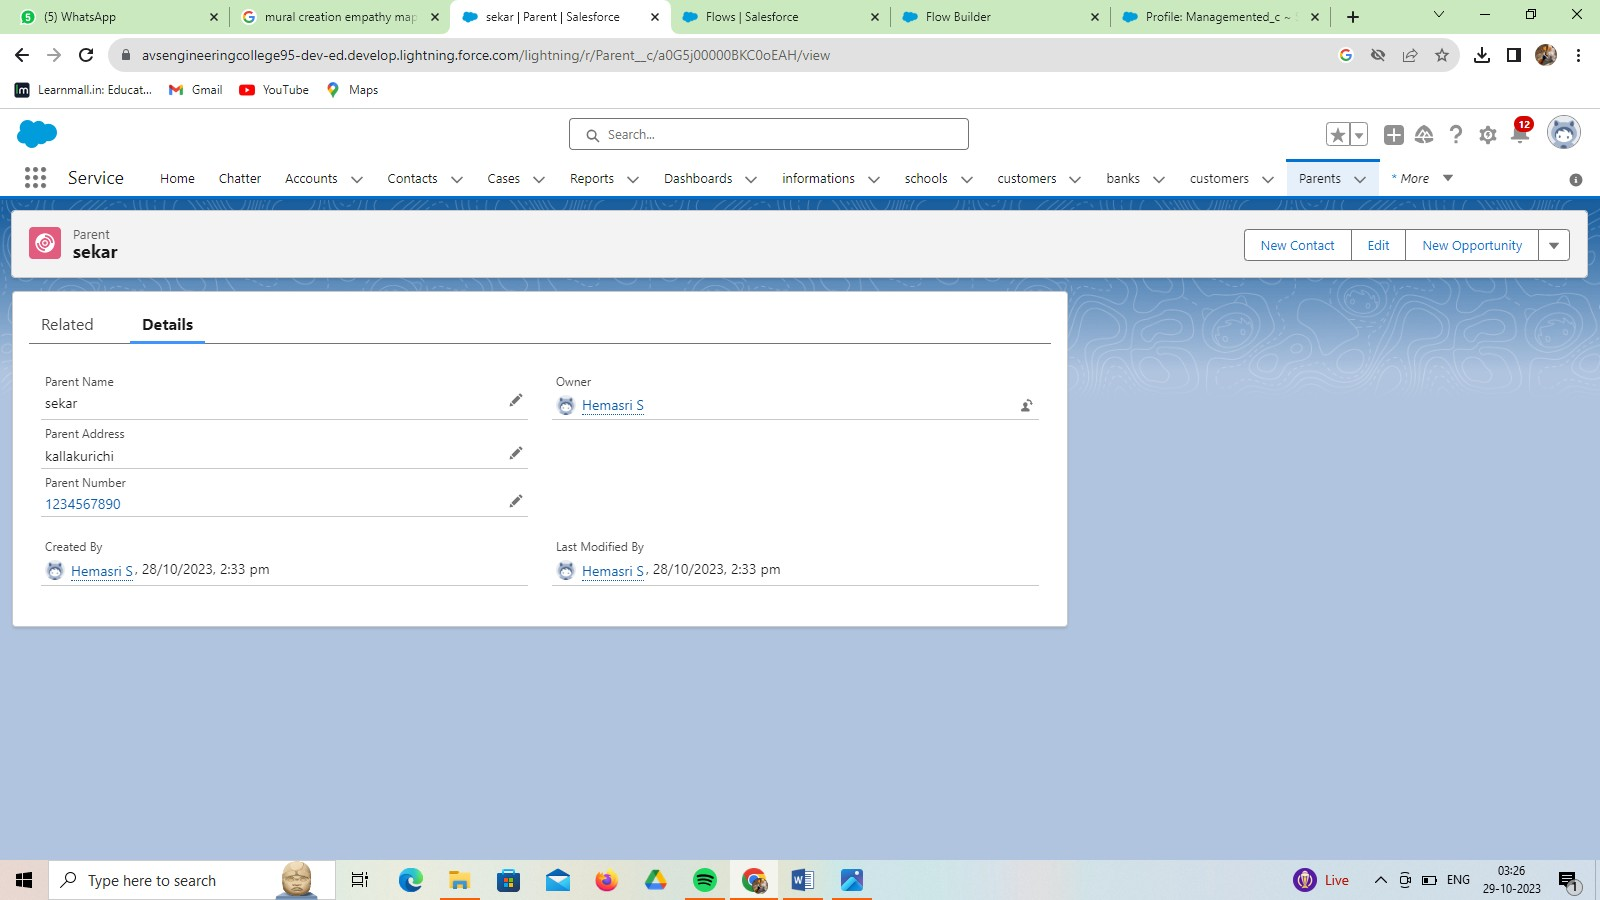 (5) WhatsApp
mural creation empathy map
sekar | Parent | Salesforce
Flows | Salesforce
Flow Builder
Profile: Managemented_c ~
avsengineeringcollege95-dev-ed.develop.lightning.force.com/lightning/r/Parent__c/a0G5j00000BKC0oEAH/view
Learnmall.in: Educat...
Gmail
YouTube
Maps
Search...
12
Service
Home
Chatter
Accounts
Contacts
Cases
Reports
Dashboards
informations
schools
customers
banks
customers
Parents
* More
Parent
sekar
New Contact
Edit
New Opportunity
Related
Details
Parent Name
sekar
Owner
Hemasri S
Parent Address
kallakurichi
Parent Number
1234567890
Created By
Hemasri S, 28/10/2023, 2:33 pm
Last Modified By
Hemasri S, 28/10/2023, 2:33 pm
Type here to search
Live
ENG
03:26
29-10-2023
1